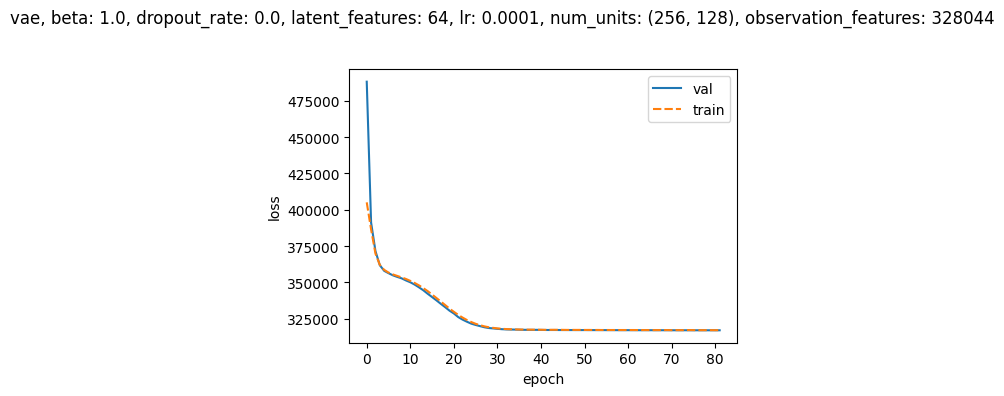 vae, beta: 1.0, dropout_rate: 0.0, latent_features: 64, lr: 0.0001, num_units: (256, 128), observation_features: 328044
val
train
475000
450000
425000
400000
375000
350000
325000
loss
0 10 20 30 40 50 60 70 80
epoch